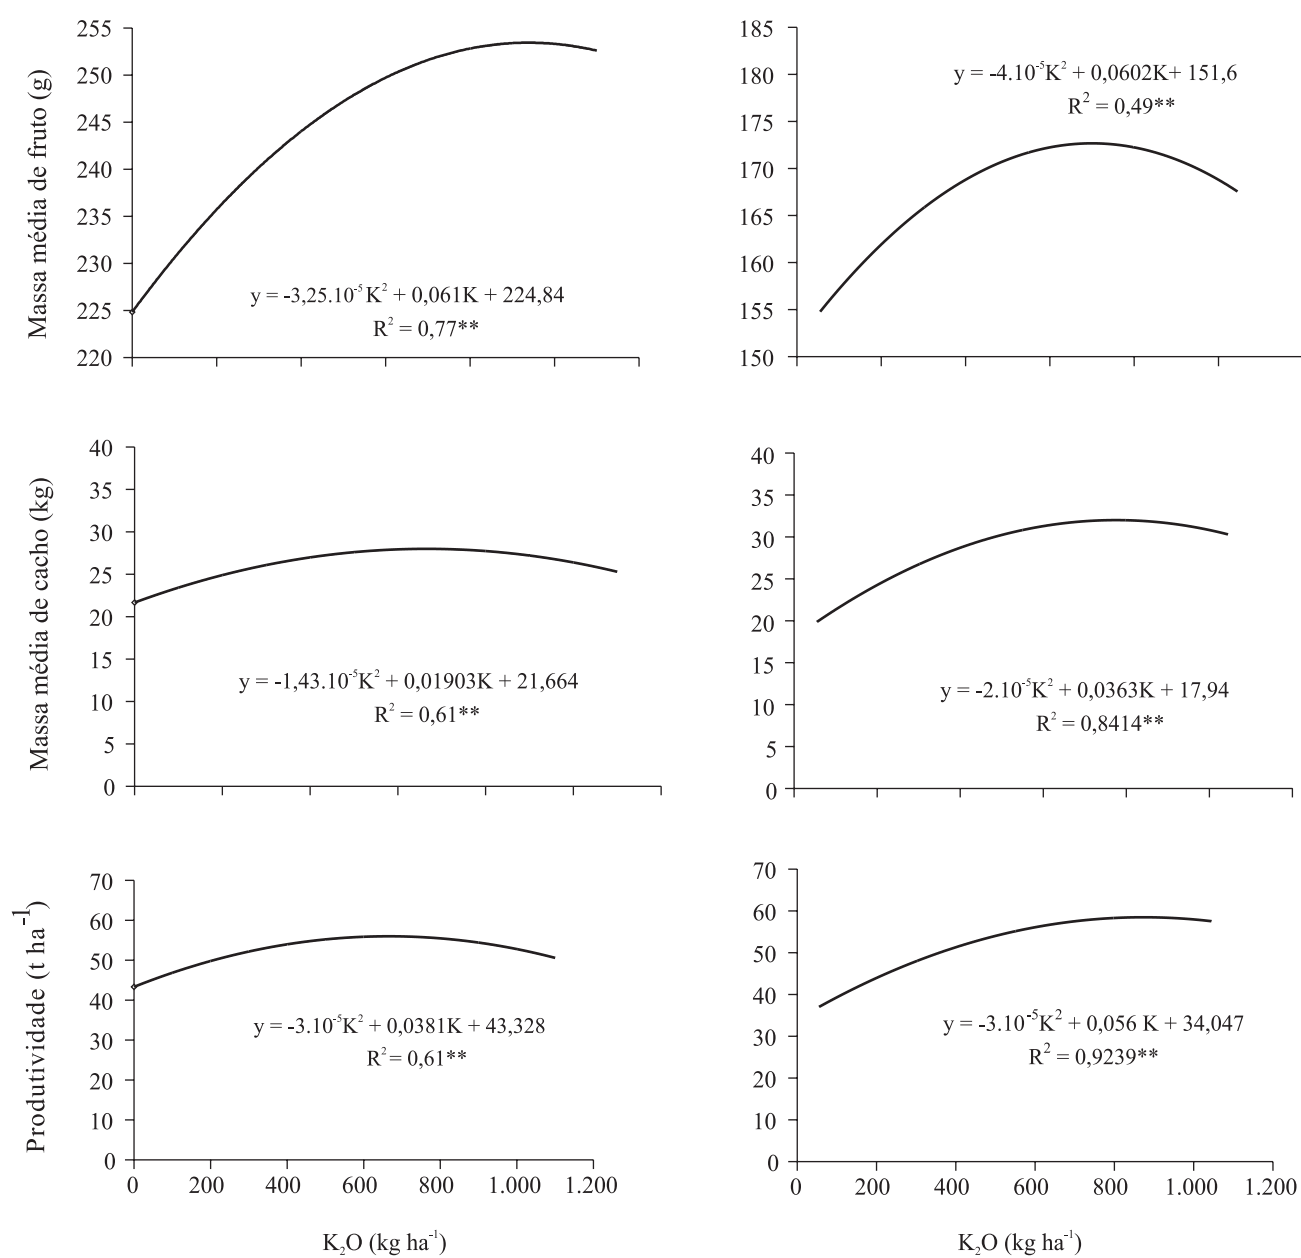 Massa média de fruto (g)
255
250
245
240
235
230
225
220
y = -3,25.10⁻⁵K² + 0,061K + 224,84
R² = 0,77**
185
180
175
170
165
160
155
150
y = -4.10⁻⁵K² + 0,0602K+ 151,6
R² = 0,49**
Massa média de cacho (kg)
40
35
30
25
20
15
10
5
0
y = -1,43.10⁻⁵K² + 0,01903K + 21,664
R² = 0,61**
40
35
30
25
20
15
10
5
0
y = -2.10⁻⁵K² + 0,0363K + 17,94
R² = 0,8414**
Produtividade (t ha⁻¹)
70
60
50
40
30
20
10
0
y = -3.10⁻⁵K² + 0,0381K + 43,328
R² = 0,61**
0 200 400 600 800 1.000 1.200
K₂O (kg ha⁻¹)
70
60
50
40
30
20
10
0
y = -3.10⁻⁵K² + 0,056 K + 34,047
R² = 0,9239**
0 200 400 600 800 1.000 1.200
K₂O (kg ha⁻¹)